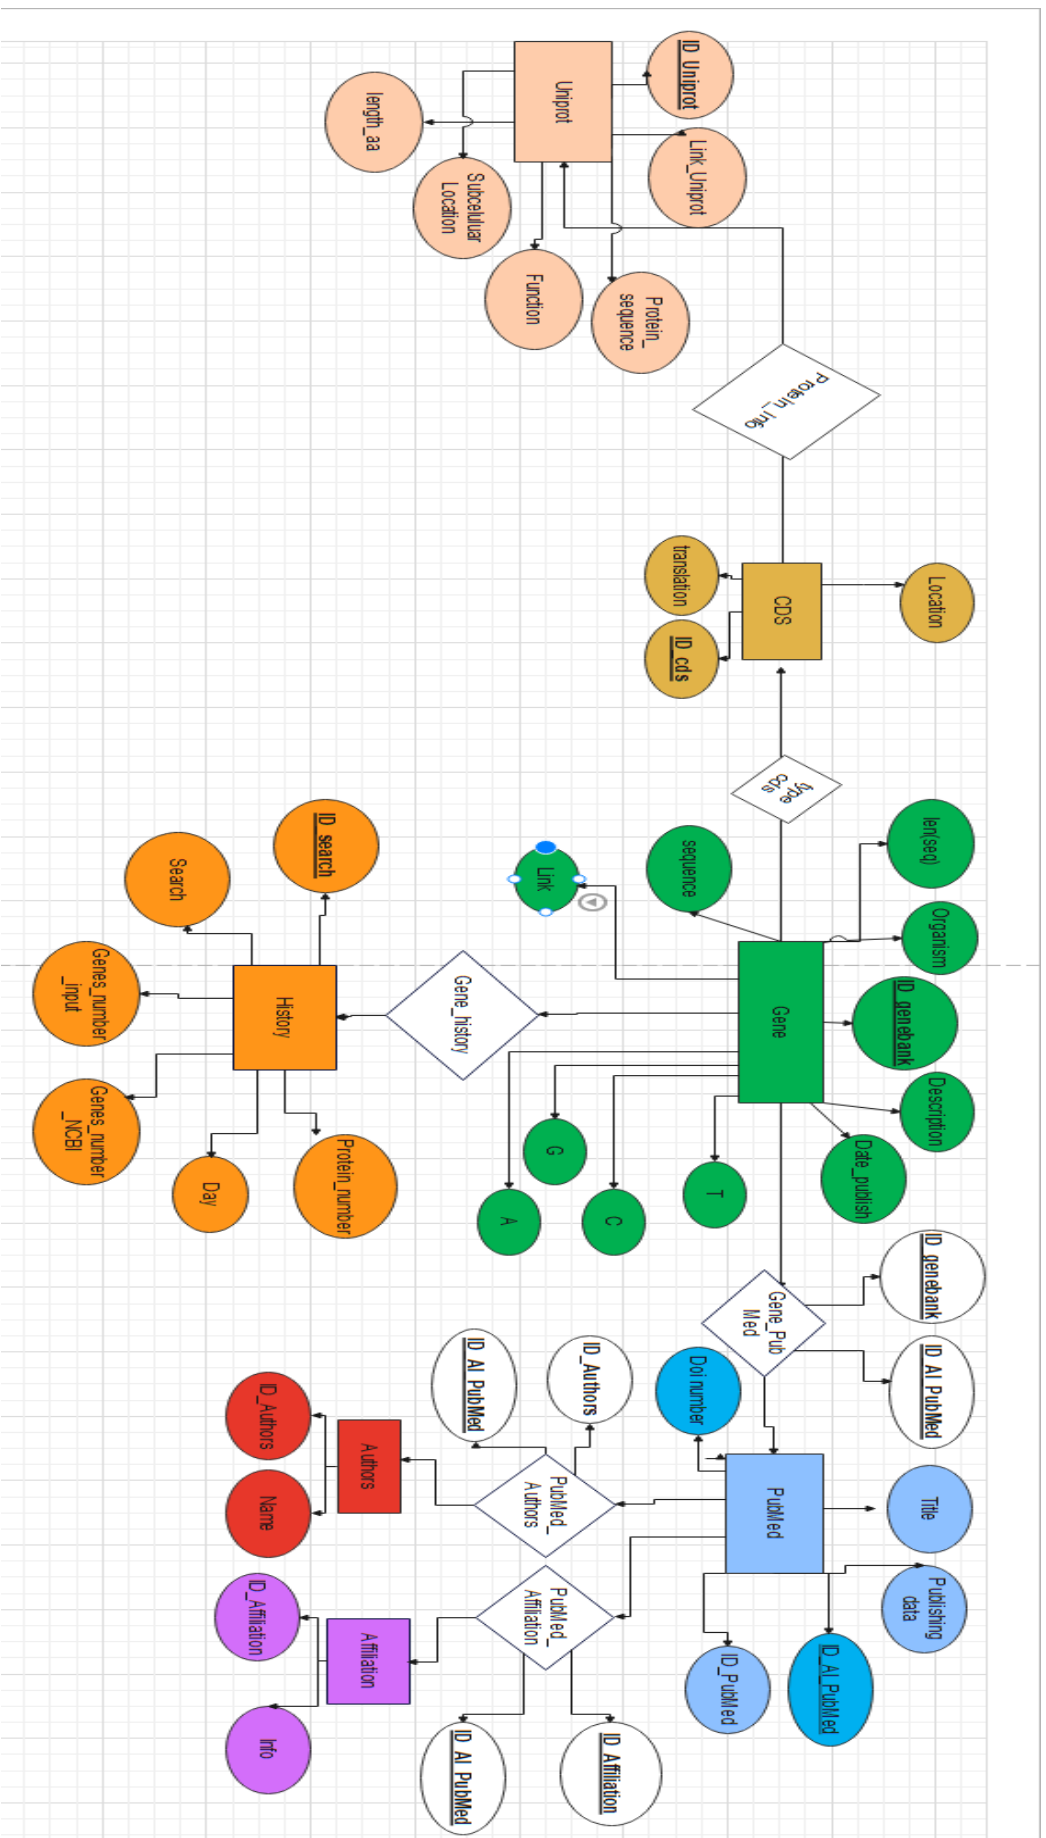 ID_Uniprot
Link_Uniprot
Protein_
sequence
Uniprot
length_aa
Subceluluar
Location
Function
Protein_Info
Location
CDS
translation
ID_cds
type
cds
len(seq)
Organism
ID_genebank
Description
Date_publish
sequence
Gene
Link
T
C
G
A
Gene_history
ID_search
Search
History
Genes_number
_input
Genes_number
_NCBI
Day
Protein_number
ID_genebank
ID_AI_PubMed
Gene_Pub
Med
Doi number
PubMed
Title
Publishing
data
ID_AI_PubMed
ID_PubMed
ID_Authors
ID_AI_PubMed
PubMed_
Authors
PubMed_
Affiliation
ID_Affiliation
ID_AI_PubMed
Authors
ID_Authors
Name
Affiliation
ID_Affiliation
Info